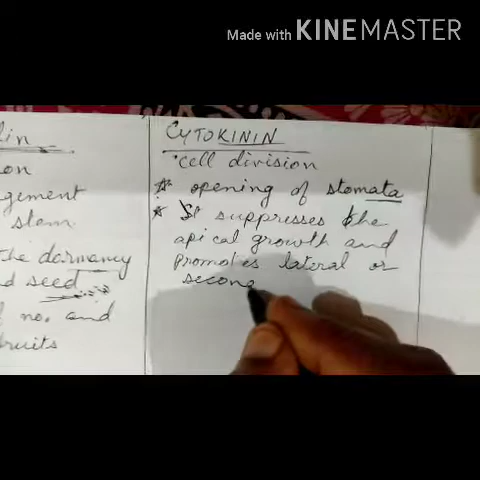 Made with KINEMASTER
lin
on
gement
stem
the dormancy
d seed
f no. and
fruits
CYTOKININ
cell division
* opening of stomata
* It suppresses the
apical growth and
promotes lateral or
secon